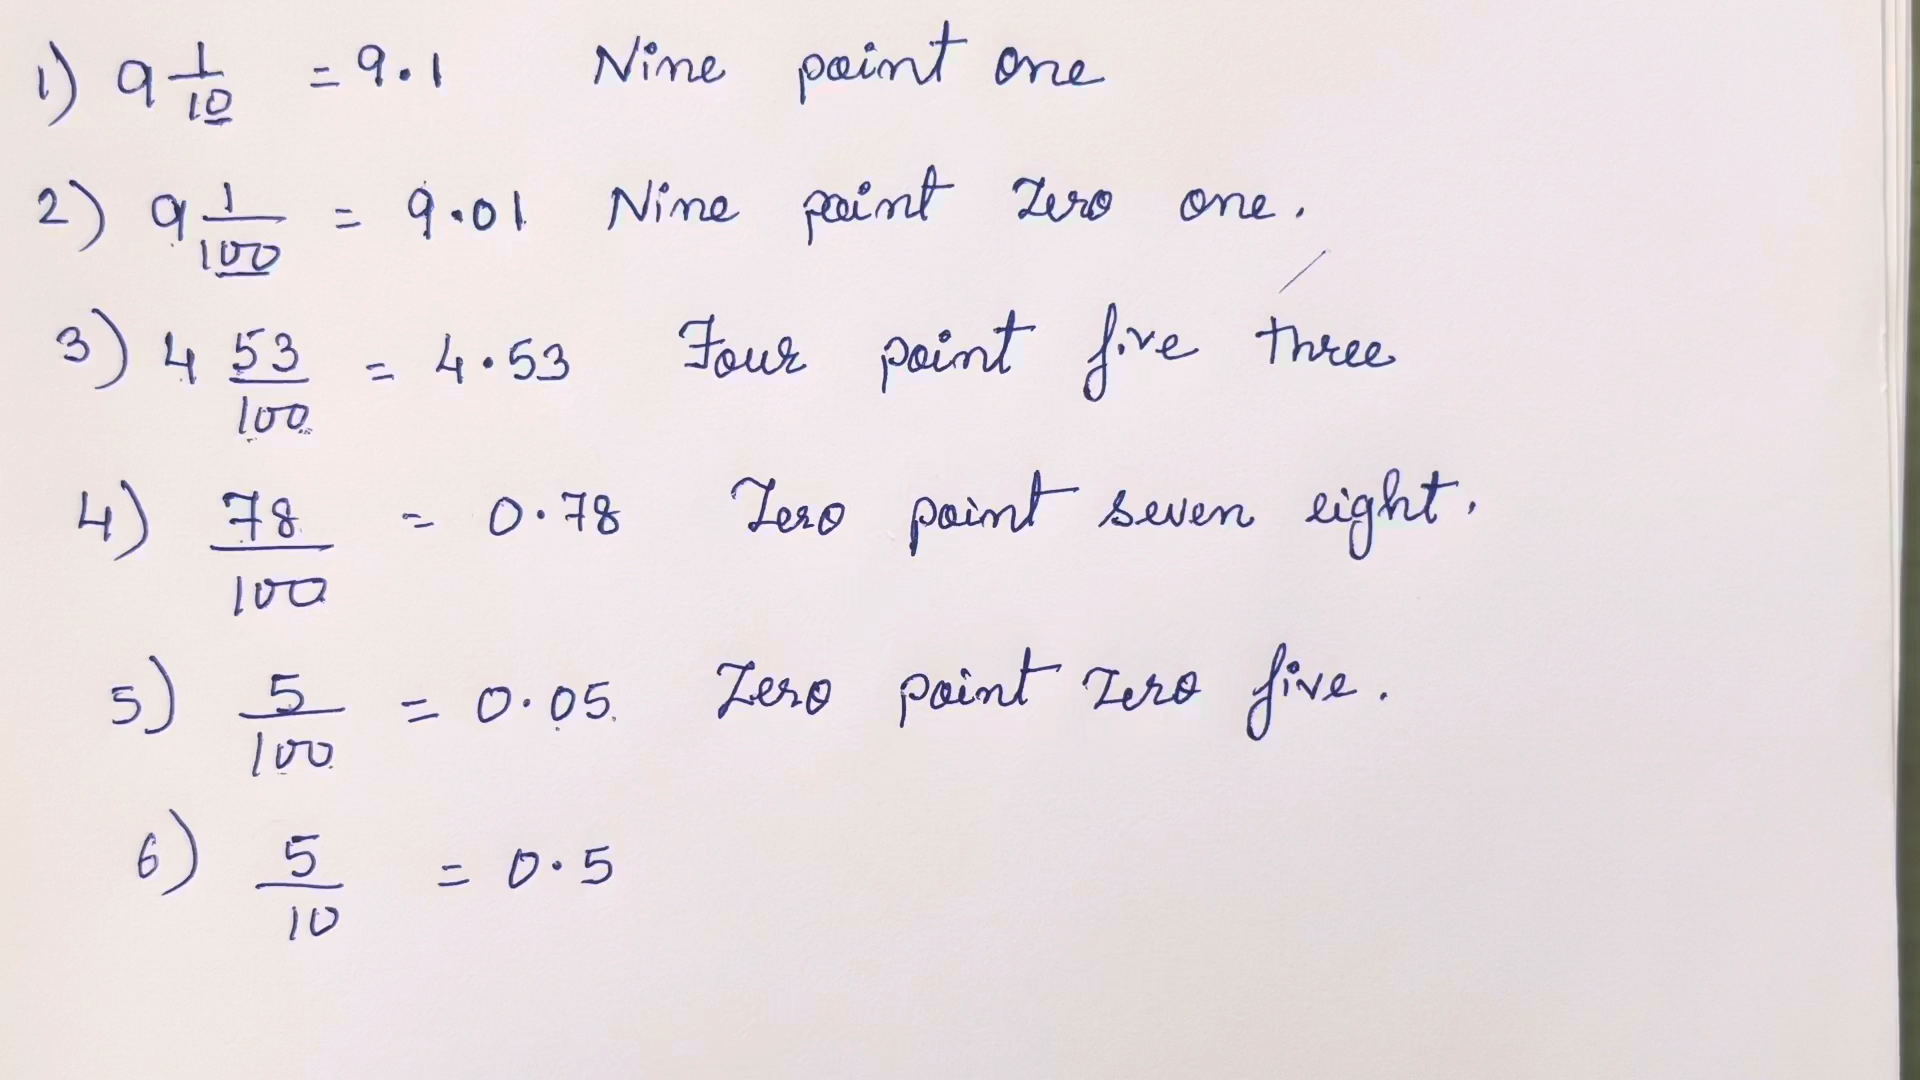 1) 9 1/10 = 9.1 Nine point one
2) 9 1/100 = 9.01 Nine point zero one.
3) 4 53/100 = 4.53 Four point five three
4) 78/100 = 0.78 Zero point seven eight.
5) 5/100 = 0.05 Zero point zero five.
6) 5/10 = 0.5